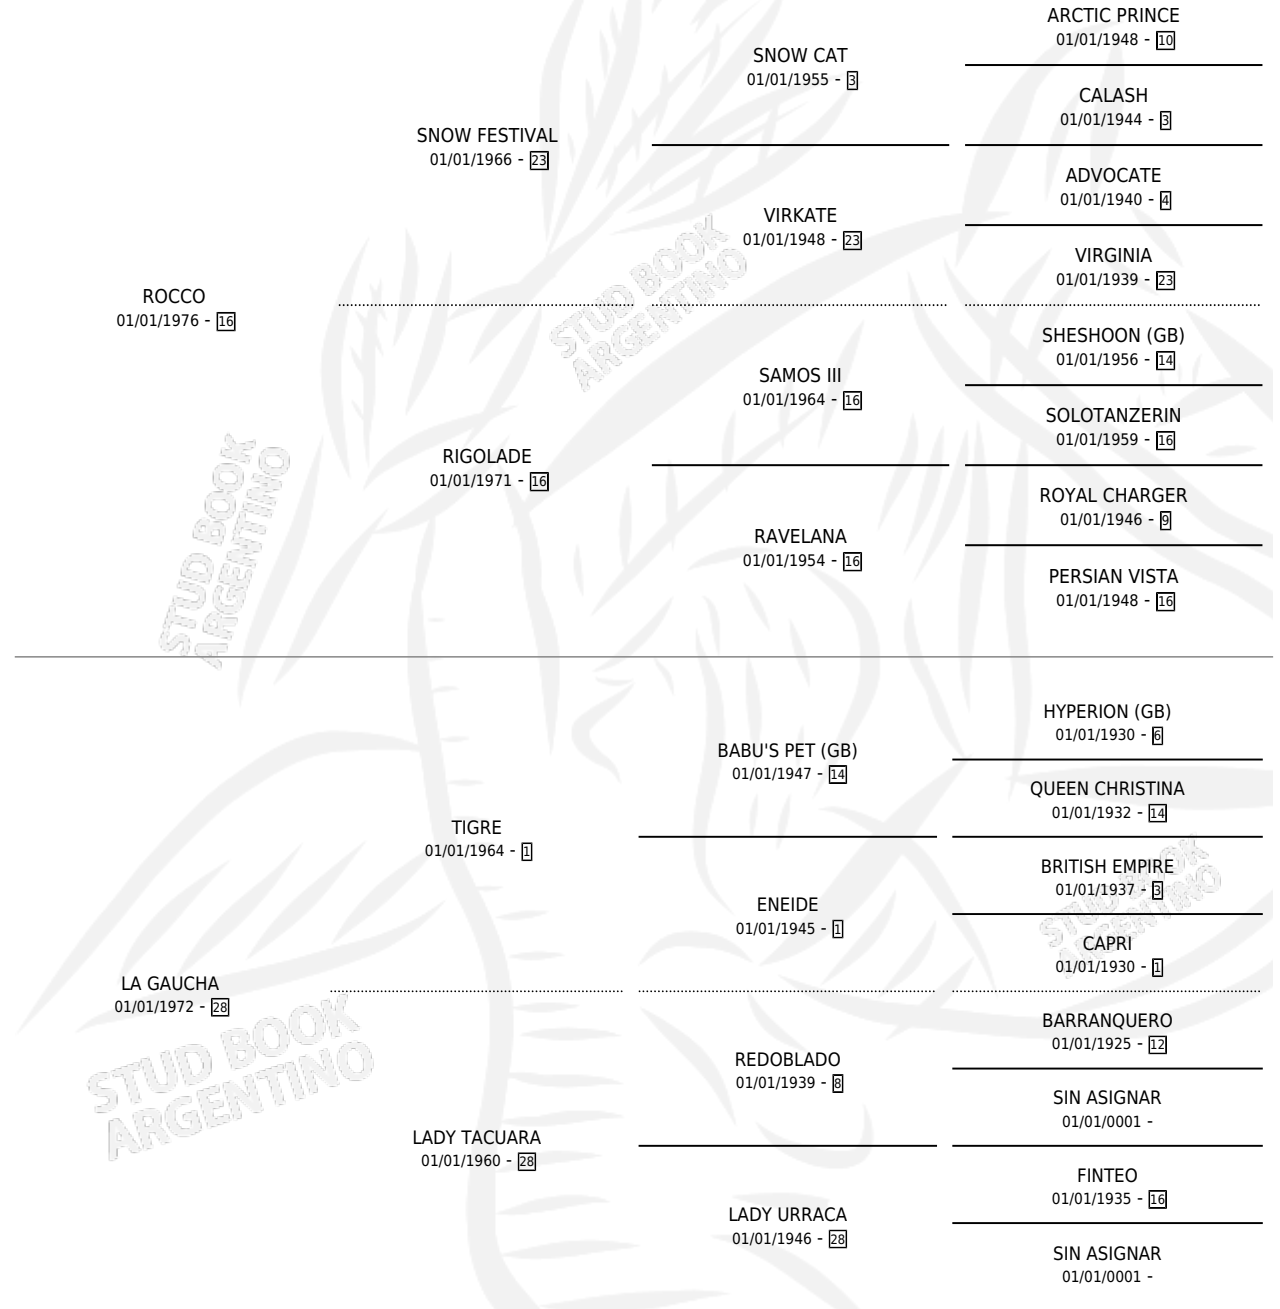 ARCTIC PRINCE
01/01/1948 - 10
SNOW CAT
01/01/1955 - 3
CALASH
01/01/1944 - 3
SNOW FESTIVAL
01/01/1966 - 23
ADVOCATE
01/01/1940 - 4
VIRKATE
01/01/1948 - 23
VIRGINIA
01/01/1939 - 23
ROCCO
01/01/1976 - 16
SHESHOON (GB)
01/01/1956 - 14
SAMOS III
01/01/1964 - 16
SOLOTANZERIN
01/01/1959 - 16
RIGOLADE
01/01/1971 - 16
ROYAL CHARGER
01/01/1946 - 9
RAVELANA
01/01/1954 - 16
PERSIAN VISTA
01/01/1948 - 16
HYPERION (GB)
01/01/1930 - 6
BABU'S PET (GB)
01/01/1947 - 14
QUEEN CHRISTINA
01/01/1932 - 14
TIGRE
01/01/1964 - 1
BRITISH EMPIRE
01/01/1937 - 3
ENEIDE
01/01/1945 - 1
CAPRI
01/01/1930 - 1
LA GAUCHA
01/01/1972 - 28
BARRANQUERO
01/01/1925 - 12
REDOBLADO
01/01/1939 - 8
SIN ASIGNAR
01/01/0001 -
LADY TACUARA
01/01/1960 - 28
FINTEO
01/01/1935 - 16
LADY URRACA
01/01/1946 - 28
SIN ASIGNAR
01/01/0001 -
STUD BOOK
ARGENTINO
STUD BOOK
ARGENTINO
STUD BOOK
ARGENTINO
STUD BOOK
ARGENTINO